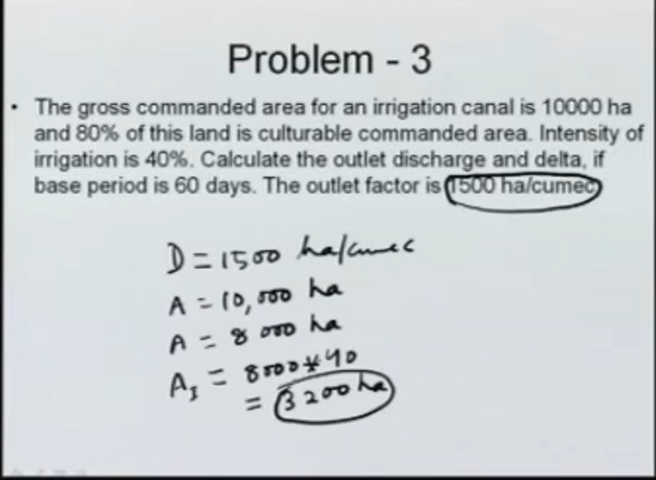 Problem - 3
• The gross commanded area for an irrigation canal is 10000 ha
and 80% of this land is culturable commanded area. Intensity of
irrigation is 40%. Calculate the outlet discharge and delta, if
base period is 60 days. The outlet factor is 1500 ha/cumec
D = 1500 ha/cumec
A = 10,000 ha
A = 8000 ha
A_I = 8000 * 40
= 3200 ha